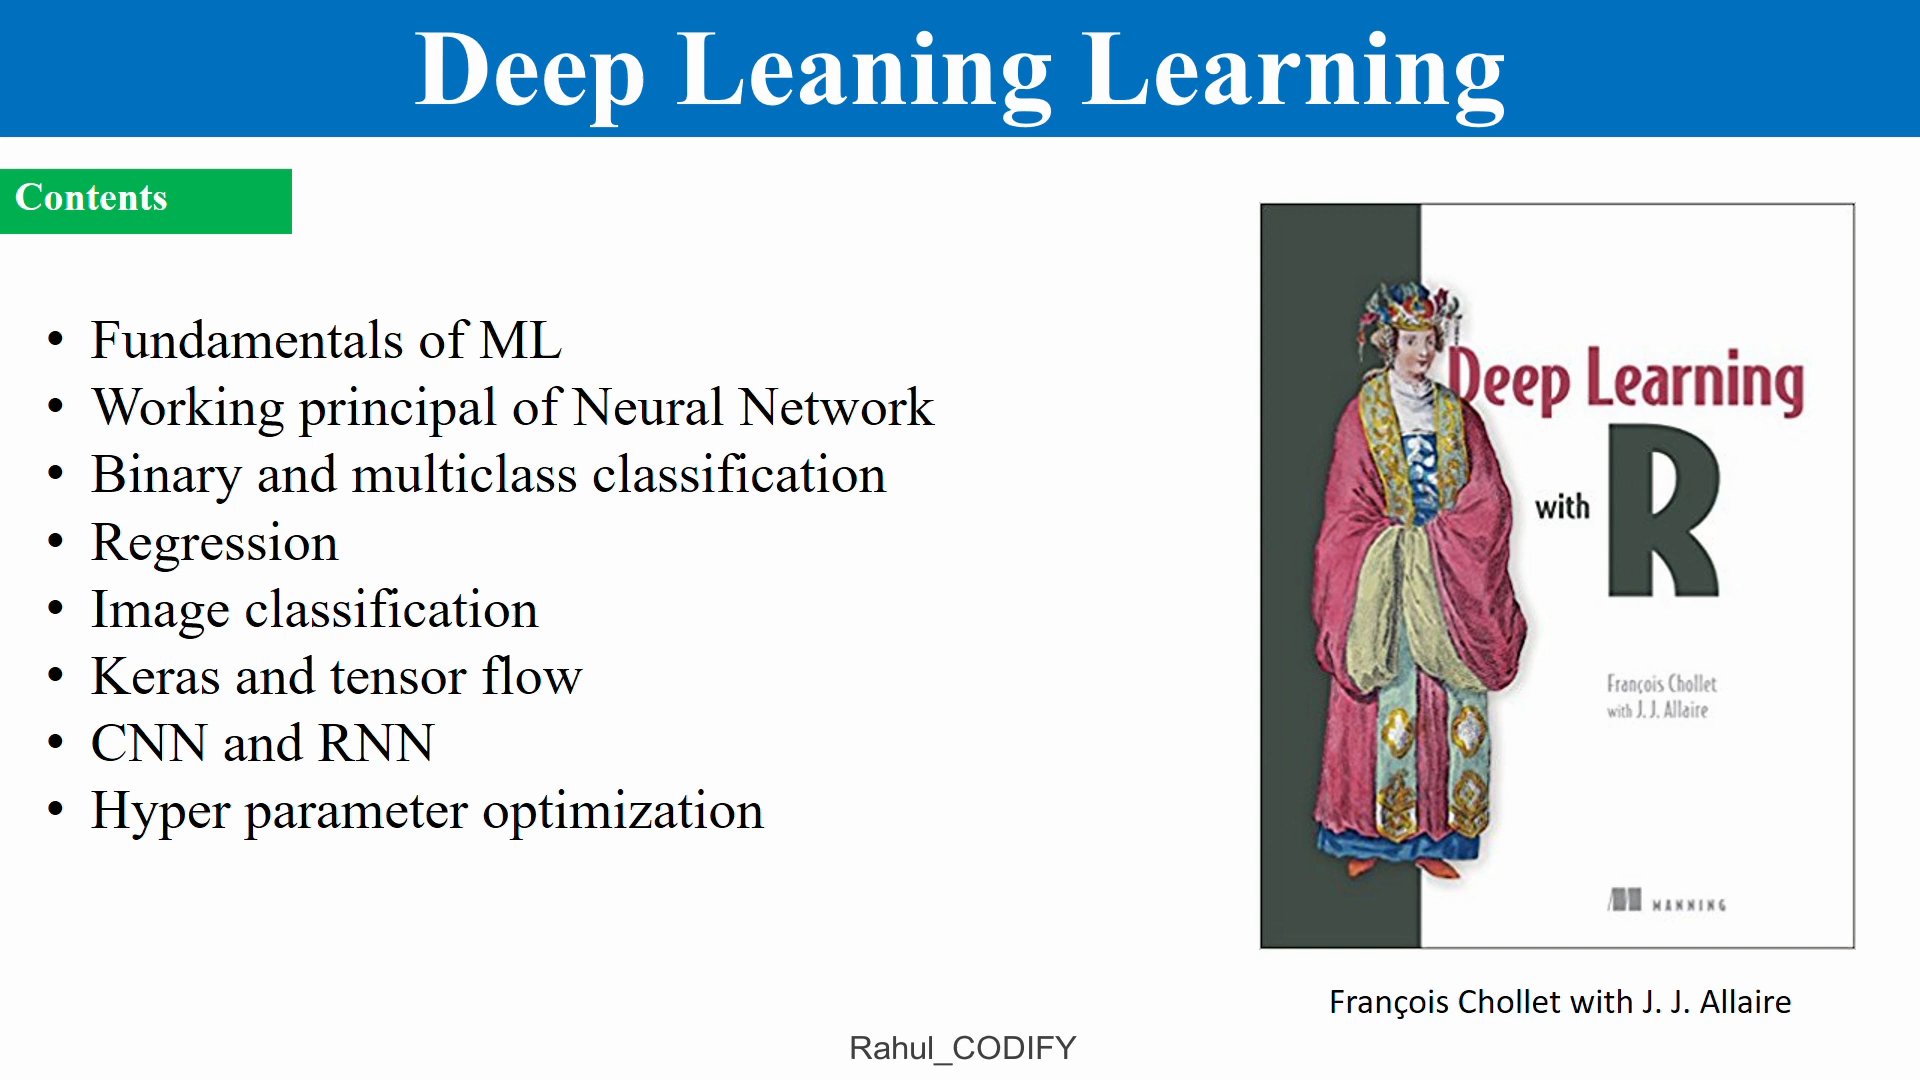 Deep Leaning Learning
Contents
• Fundamentals of ML
• Working principal of Neural Network
• Binary and multiclass classification
• Regression
• Image classification
• Keras and tensor flow
• CNN and RNN
• Hyper parameter optimization
Deep Learning
with R
François Chollet
with J. J. Allaire
MANNING
François Chollet with J. J. Allaire
Rahul_CODIFY